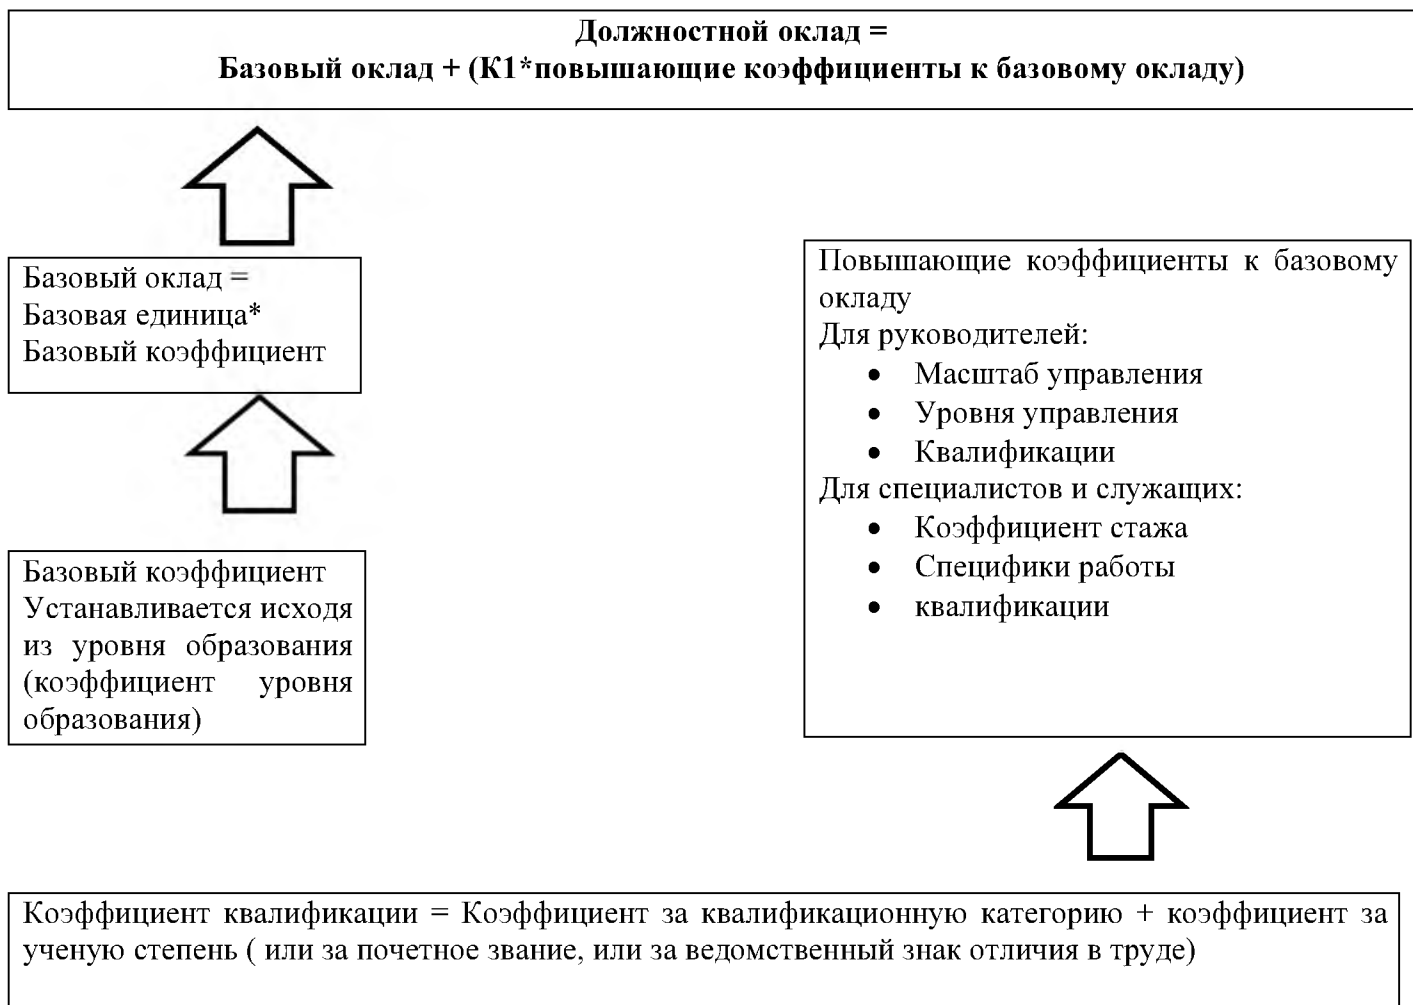 Должностной оклад =
Базовый оклад + (К1*повышающие коэффициенты к базовому окладу)
Базовый оклад =
Базовая единица*
Базовый коэффициент
Повышающие коэффициенты к базовому
окладу
Для руководителей:
• Масштаб управления
• Уровня управления
• Квалификации
Для специалистов и служащих:
• Коэффициент стажа
• Специфики работы
• квалификации
Базовый коэффициент
Устанавливается исходя
из уровня образования
(коэффициент уровня
образования)
Коэффициент квалификации = Коэффициент за квалификационную категорию + коэффициент за
ученую степень ( или за почетное звание, или за ведомственный знак отличия в труде)